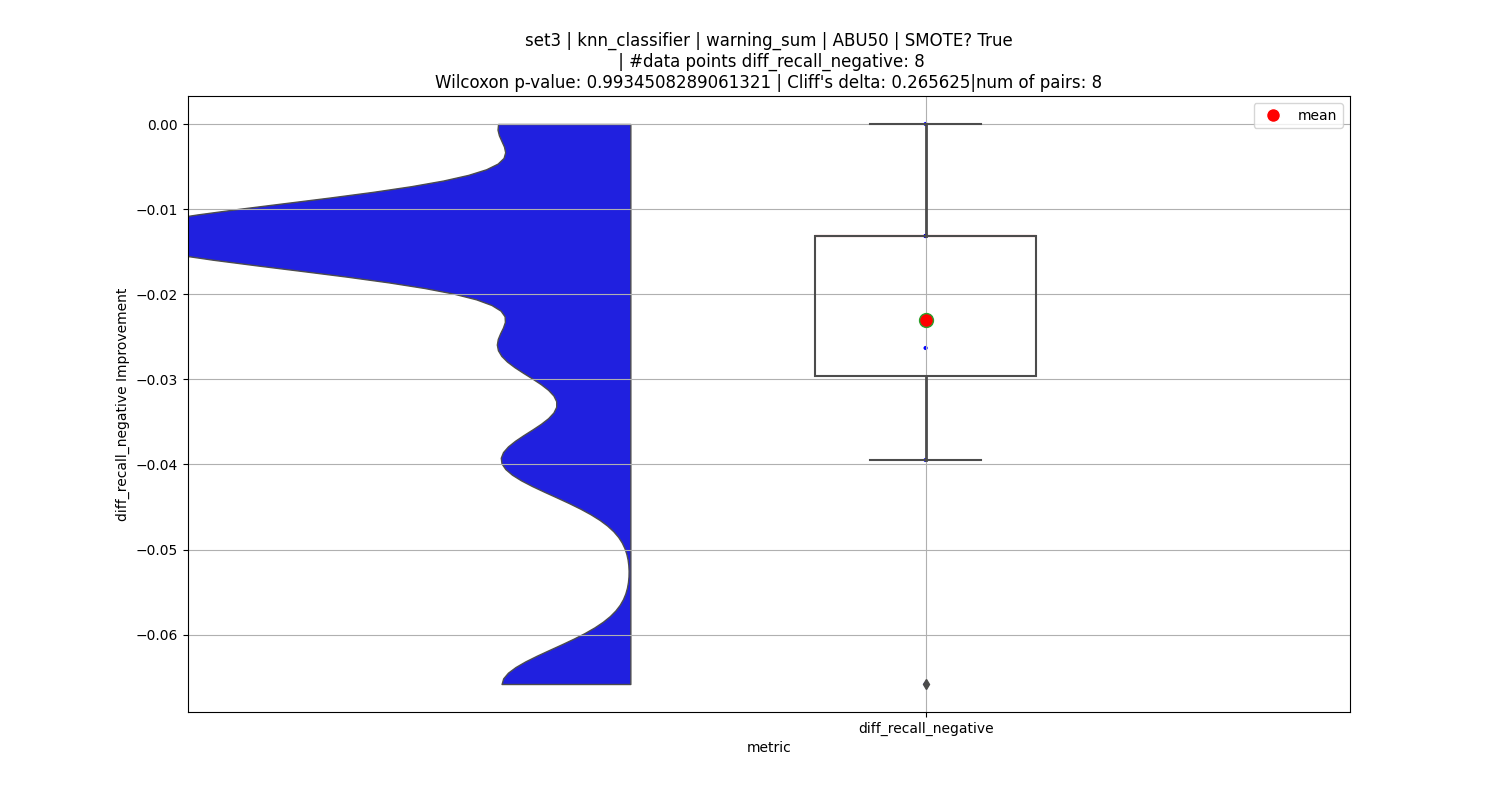 set3 | knn_classifier | warning_sum | ABU50 | SMOTE? True
| #data points diff_recall_negative: 8
Wilcoxon p-value: 0.9934508289061321 | Cliff's delta: 0.265625|num of pairs: 8
mean
0.00
−0.01
−0.02
−0.03
−0.04
−0.05
−0.06
diff_recall_negative Improvement
diff_recall_negative
metric